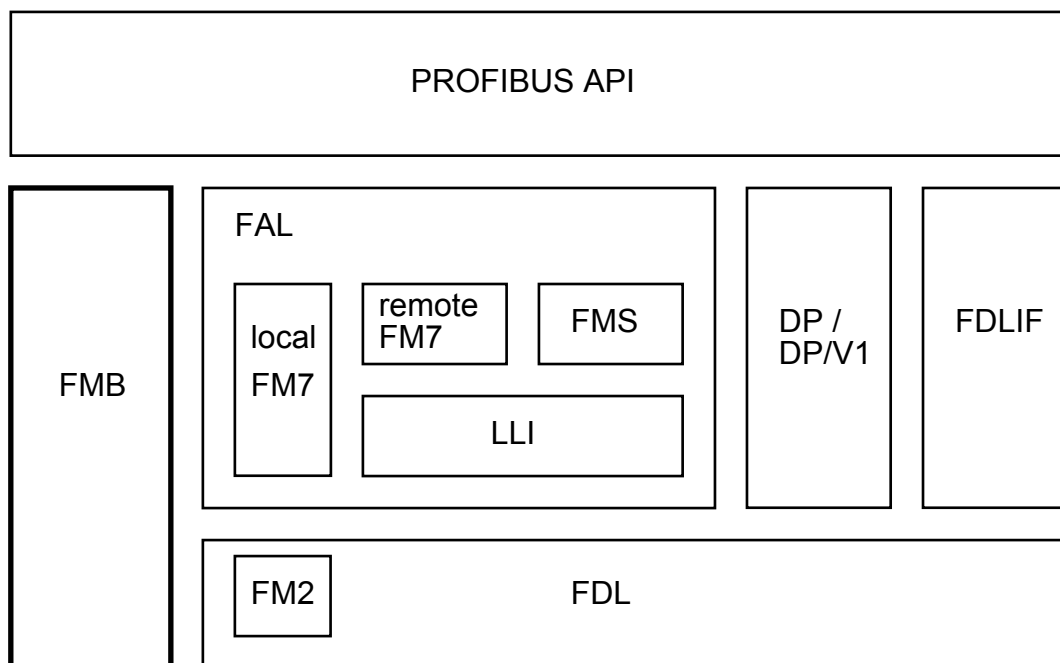 PROFIBUS API
FMB
FAL
local
FM7
remote
FM7
FMS
LLI
DP /
DP/V1
FDLIF
FM2
FDL